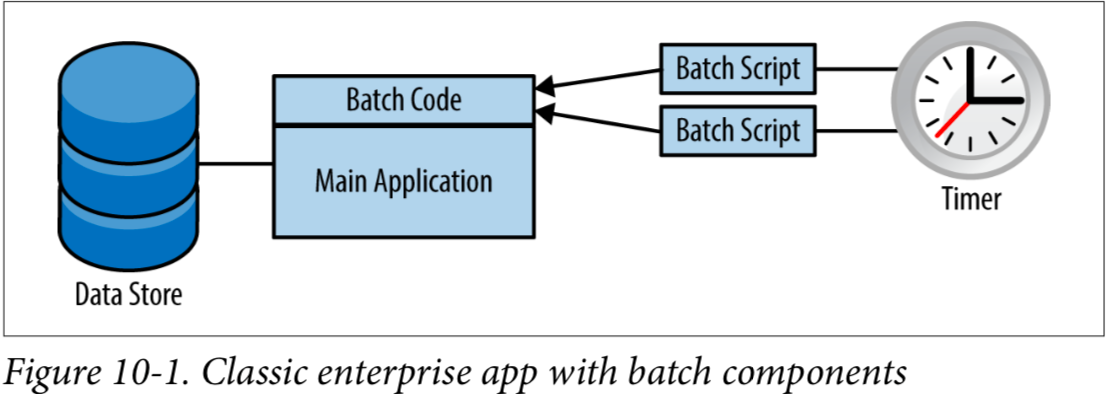 Batch Code
Main Application
Batch Script
Batch Script
Timer
Data Store
Figure 10-1. Classic enterprise app with batch components